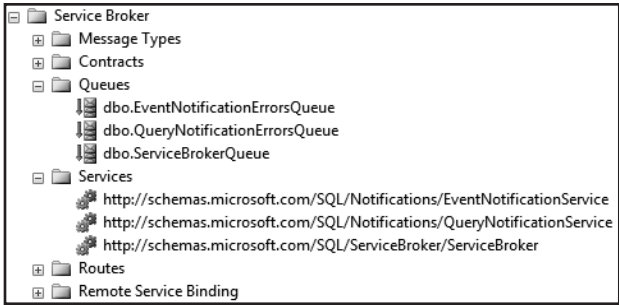 Service Broker
Message Types
Contracts
Queues
dbo.EventNotificationErrorsQueue
dbo.QueryNotificationErrorsQueue
dbo.ServiceBrokerQueue
Services
http://schemas.microsoft.com/SQL/Notifications/EventNotificationService
http://schemas.microsoft.com/SQL/Notifications/QueryNotificationService
http://schemas.microsoft.com/SQL/ServiceBroker/ServiceBroker
Routes
Remote Service Binding